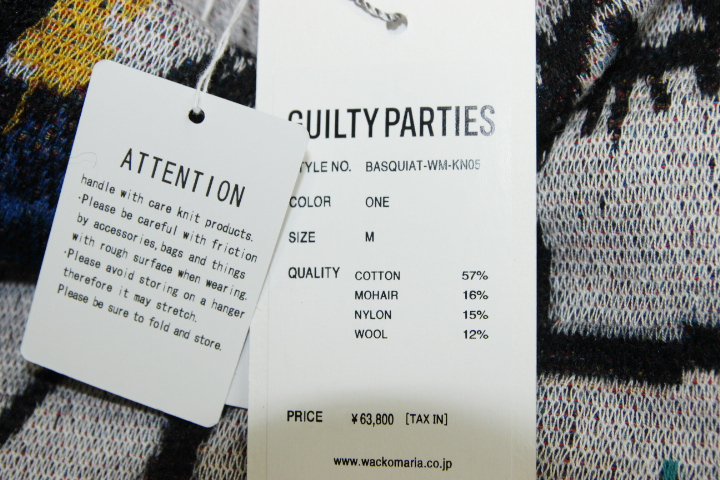 ATTENTION
handle with care knit products.
·Please be careful with friction
by accessories, bags and things
with rough surface when wearing.
·Please avoid storing on a hanger
therefore it may stretch.
Please be sure to fold and store.
GUILTY PARTIES
STYLE NO. BASQUIAT-WM-KN05
COLOR ONE
SIZE M
QUALITY COTTON 57%
MOHAIR 16%
NYLON 15%
WOOL 12%
PRICE ¥63,800 [TAX IN]
www.wackomaria.co.jp